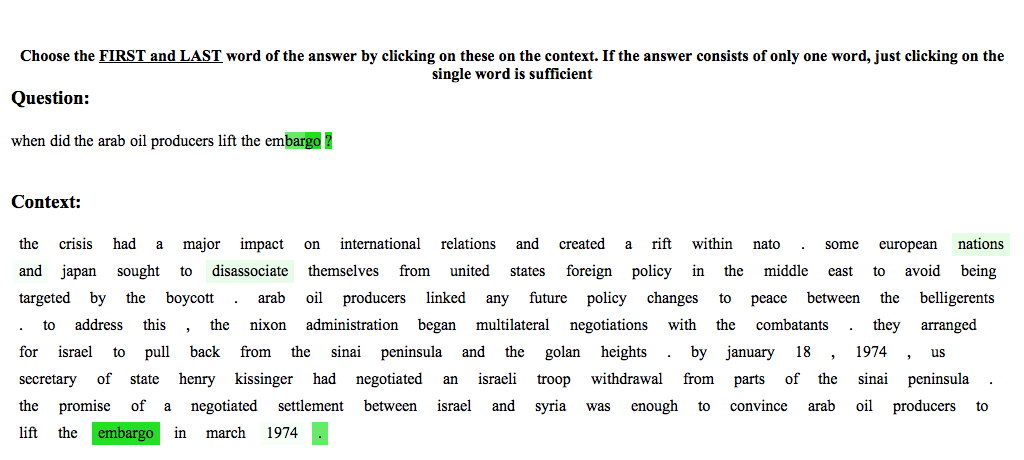 Choose the FIRST and LAST word of the answer by clicking on these on the context. If the answer consists of only one word, just clicking on the
single word is sufficient
Question:
when did the arab oil producers lift the embargo ?
Context:
the crisis had a major impact on international relations and created a rift within nato . some european nations
and japan sought to disassociate themselves from united states foreign policy in the middle east to avoid being
targeted by the boycott . arab oil producers linked any future policy changes to peace between the belligerents
. to address this , the nixon administration began multilateral negotiations with the combatants . they arranged
for israel to pull back from the sinai peninsula and the golan heights . by january 18 , 1974 , us
secretary of state henry kissinger had negotiated an israeli troop withdrawal from parts of the sinai peninsula .
the promise of a negotiated settlement between israel and syria was enough to convince arab oil producers to
lift the embargo in march 1974 .